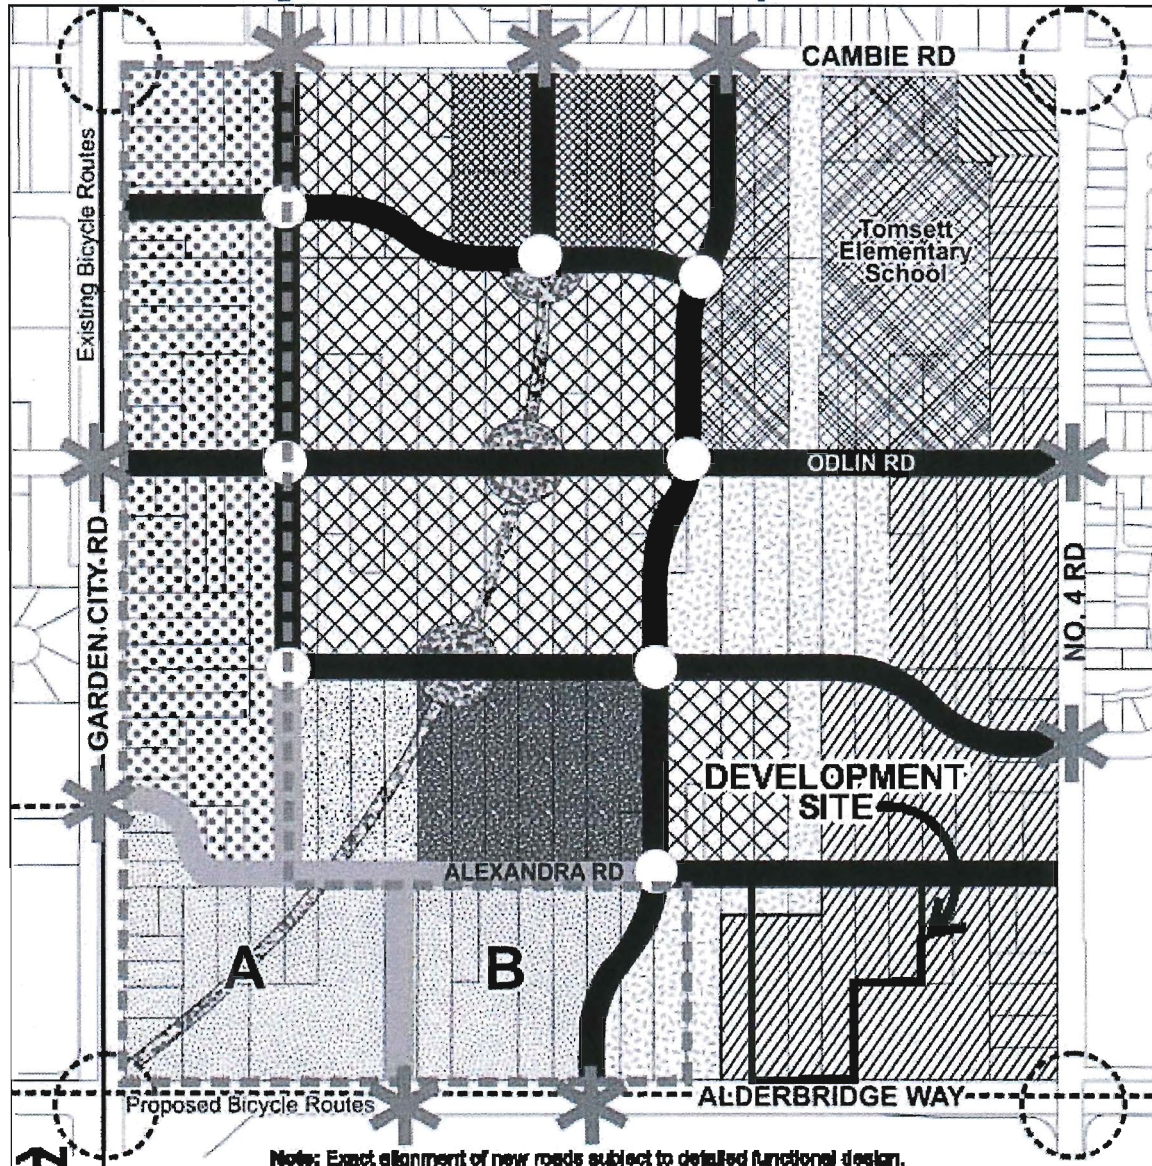 CAMBIE RD
Existing Bicycle Routes
Tomsett
Elementary
School
ODLIN RD
GARDEN CITY RD
NO. 4 RD
DEVELOPMENT
SITE
ALEXANDRA RD
A
B
ALDERBRIDGE WAY
Proposed Bicycle Routes
Note: Exact alignment of new roads subject to detailed functional design.